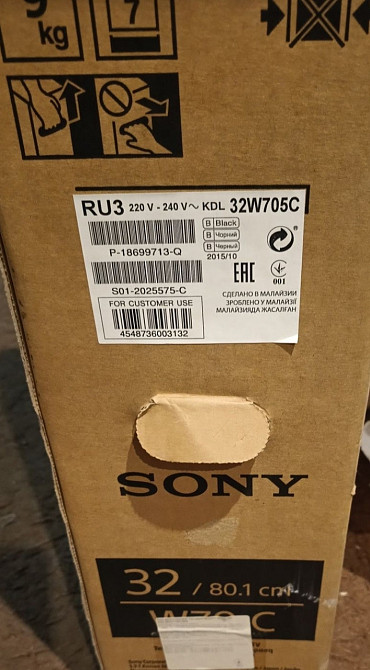 kg
7
RU3 220 V - 240 V~ KDL 32W705C
B Black
B Чорний
B Черный
P-18699713-Q
2015/10
EAC
001
S01-2025575-C
FOR CUSTOMER USE
4548736003132
СДЕЛАНО В МАЛАЙЗИИ
ЗРОБЛЕНО У МАЛАЙЗІЇ
МАЛАЙЗИЯДА ЖАСАЛҒАН
SONY
32 / 80.1 cm